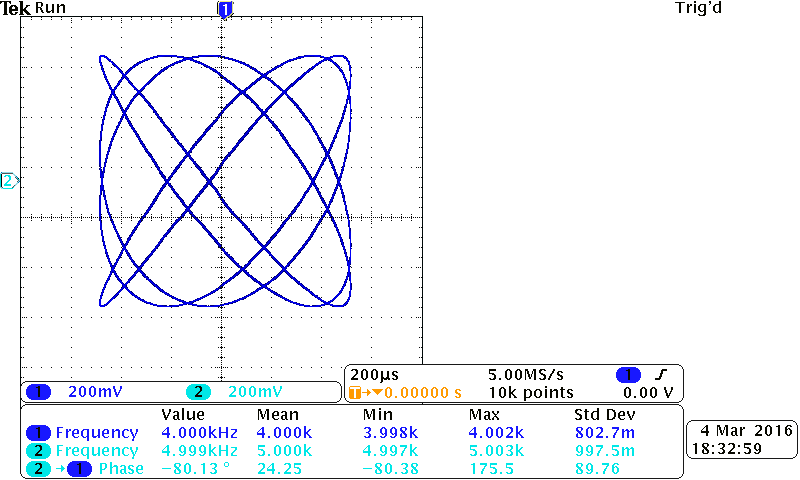 Tek Run 1 Trig'd
2
1 200mV 2 200mV
200µs 5.00MS/s 1
T→▼0.00000 s 10k points 0.00 V
Value Mean Min Max Std Dev
1 Frequency 4.000kHz 4.000k 3.998k 4.002k 802.7m
2 Frequency 4.999kHz 5.000k 4.997k 5.003k 997.5m
2 →1 Phase −80.13 ° 24.25 −80.38 175.5 89.76
4 Mar 2016
18:32:59